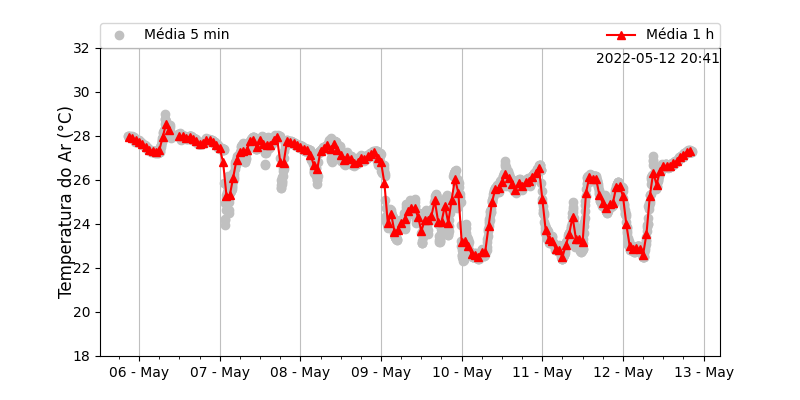 Média 5 min
Média 1 h
2022-05-12 20:41
Temperatura do Ar (°C)
32
30
28
26
24
22
20
18
06 - May
07 - May
08 - May
09 - May
10 - May
11 - May
12 - May
13 - May